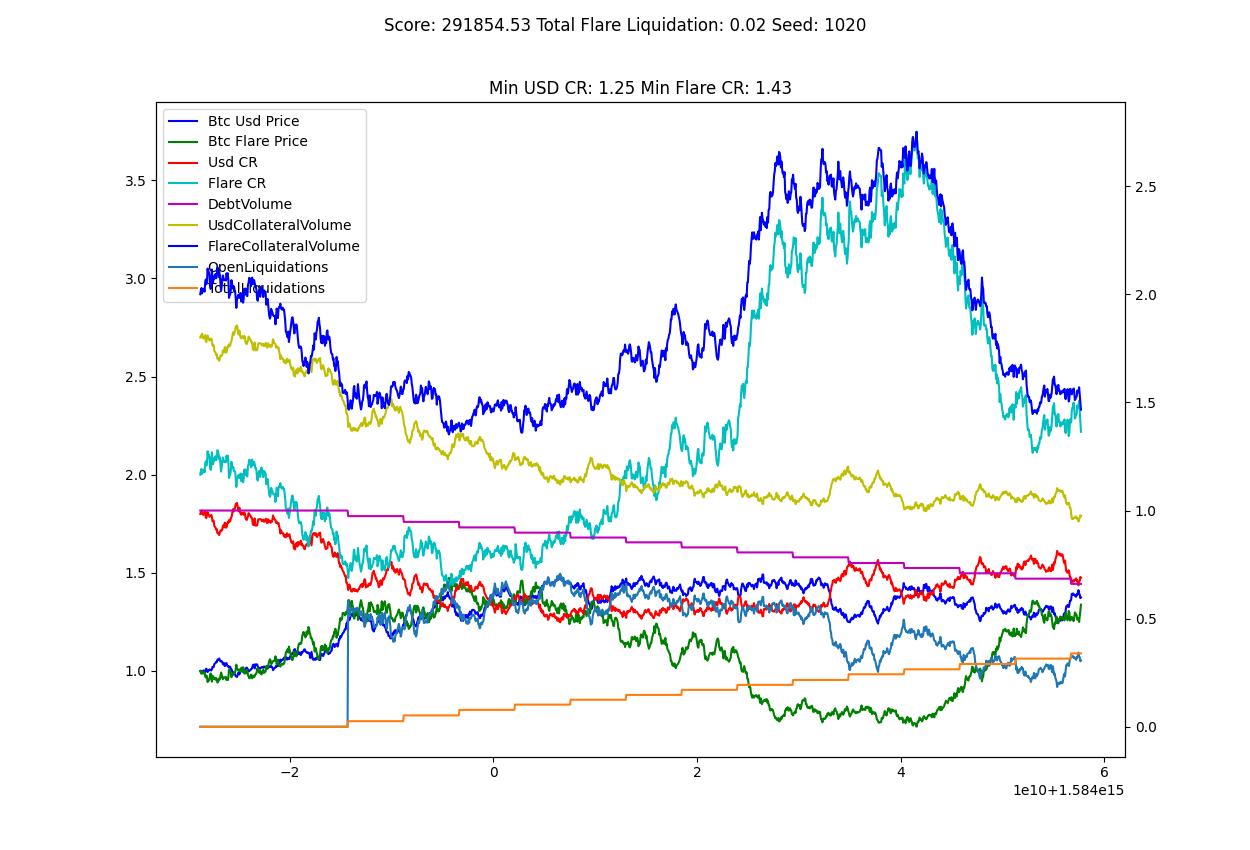 Score: 291854.53 Total Flare Liquidation: 0.02 Seed: 1020
Min USD CR: 1.25 Min Flare CR: 1.43
Btc Usd Price
Btc Flare Price
Usd CR
Flare CR
DebtVolume
UsdCollateralVolume
FlareCollateralVolume
OpenLiquidations
TotalLiquidations
3.5
3.0
2.5
2.0
1.5
1.0
2.5
2.0
1.5
1.0
0.5
0.0
−2
0
2
4
6
1e10+1.584e15